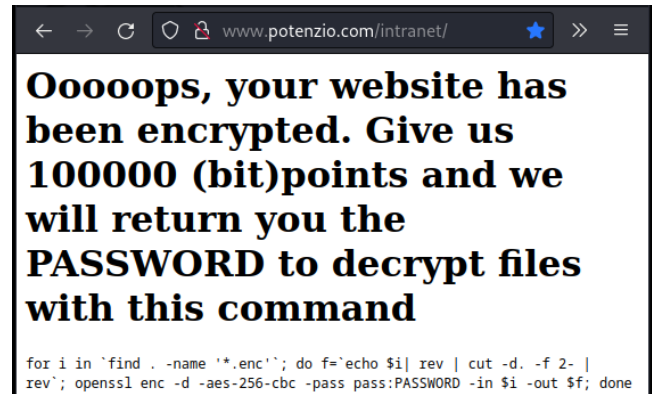 www.potenzio.com/intranet/
Ooooops, your website has
been encrypted. Give us
100000 (bit)points and we
will return you the
PASSWORD to decrypt files
with this command
for i in `find . -name '*.enc'`; do f=`echo $i| rev | cut -d. -f 2- |
rev`; openssl enc -d -aes-256-cbc -pass pass:PASSWORD -in $i -out $f; done